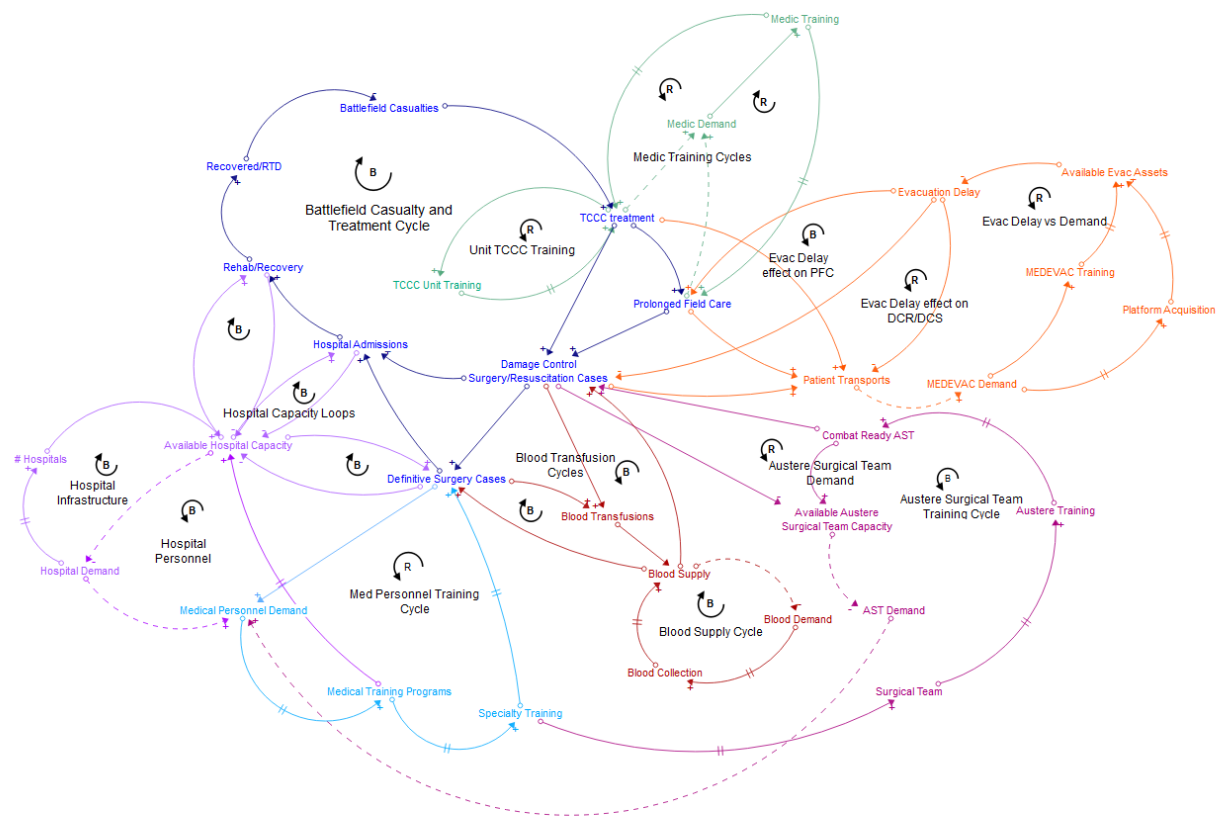 Medic Training
R
Battlefield Casualties
R
Medic Demand
Medic Training Cycles
Recovered/RTD
B
Available Evac Assets
Evacuation Delay
R
Evac Delay vs Demand
Battlefield Casualty and
Treatment Cycle
TCCC treatment
R
Unit TCCC Training
B
Evac Delay
effect on PFC
Rehab/Recovery
MEDEVAC Training
TCCC Unit Training
R
Evac Delay effect on
DCR/DCS
Prolonged Field Care
Platform Acquisition
B
Hospital Admissions
Damage Control
Surgery/Resuscitation Cases
Patient Transports
MEDEVAC Demand
B
Hospital Capacity Loops
Available Hospital Capacity
Combat Ready AST
# Hospitals
B
Hospital
Infrastructure
B
Blood Transfusion
Cycles
B
R
Austere Surgical Team
Demand
B
Austere Surgical Team
Training Cycle
Definitive Surgery Cases
B
Hospital
Personnel
B
Blood Transfusions
Available Austere
Surgical Team Capacity
Austere Training
Hospital Demand
R
Med Personnel Training
Cycle
Blood Supply
Medical Personnel Demand
B
Blood Supply Cycle
Blood Demand
AST Demand
Blood Collection
Medical Training Programs
Specialty Training
Surgical Team